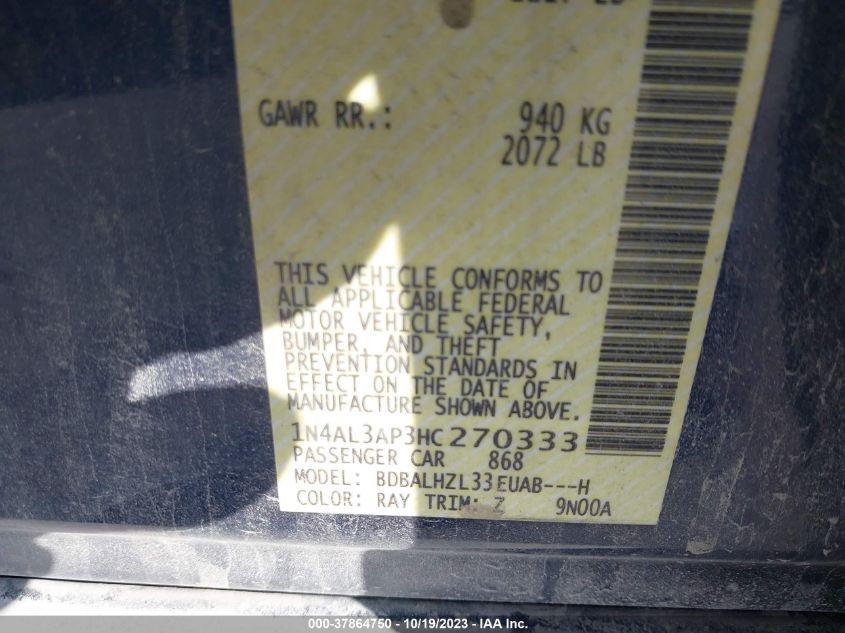 GAWR RR.: 940 KG
2072 LB
THIS VEHICLE CONFORMS TO
ALL APPLICABLE FEDERAL
MOTOR VEHICLE SAFETY,
BUMPER, AND THEFT
PREVENTION STANDARDS IN
EFFECT ON THE DATE OF
MANUFACTURE SHOWN ABOVE.
1N4AL3AP3HC270333
PASSENGER CAR 868
MODEL: BDBALHZL33EUAB---H
COLOR: RAY TRIM: Z 9N00A
000-37864750 - 10/19/2023 - IAA Inc.